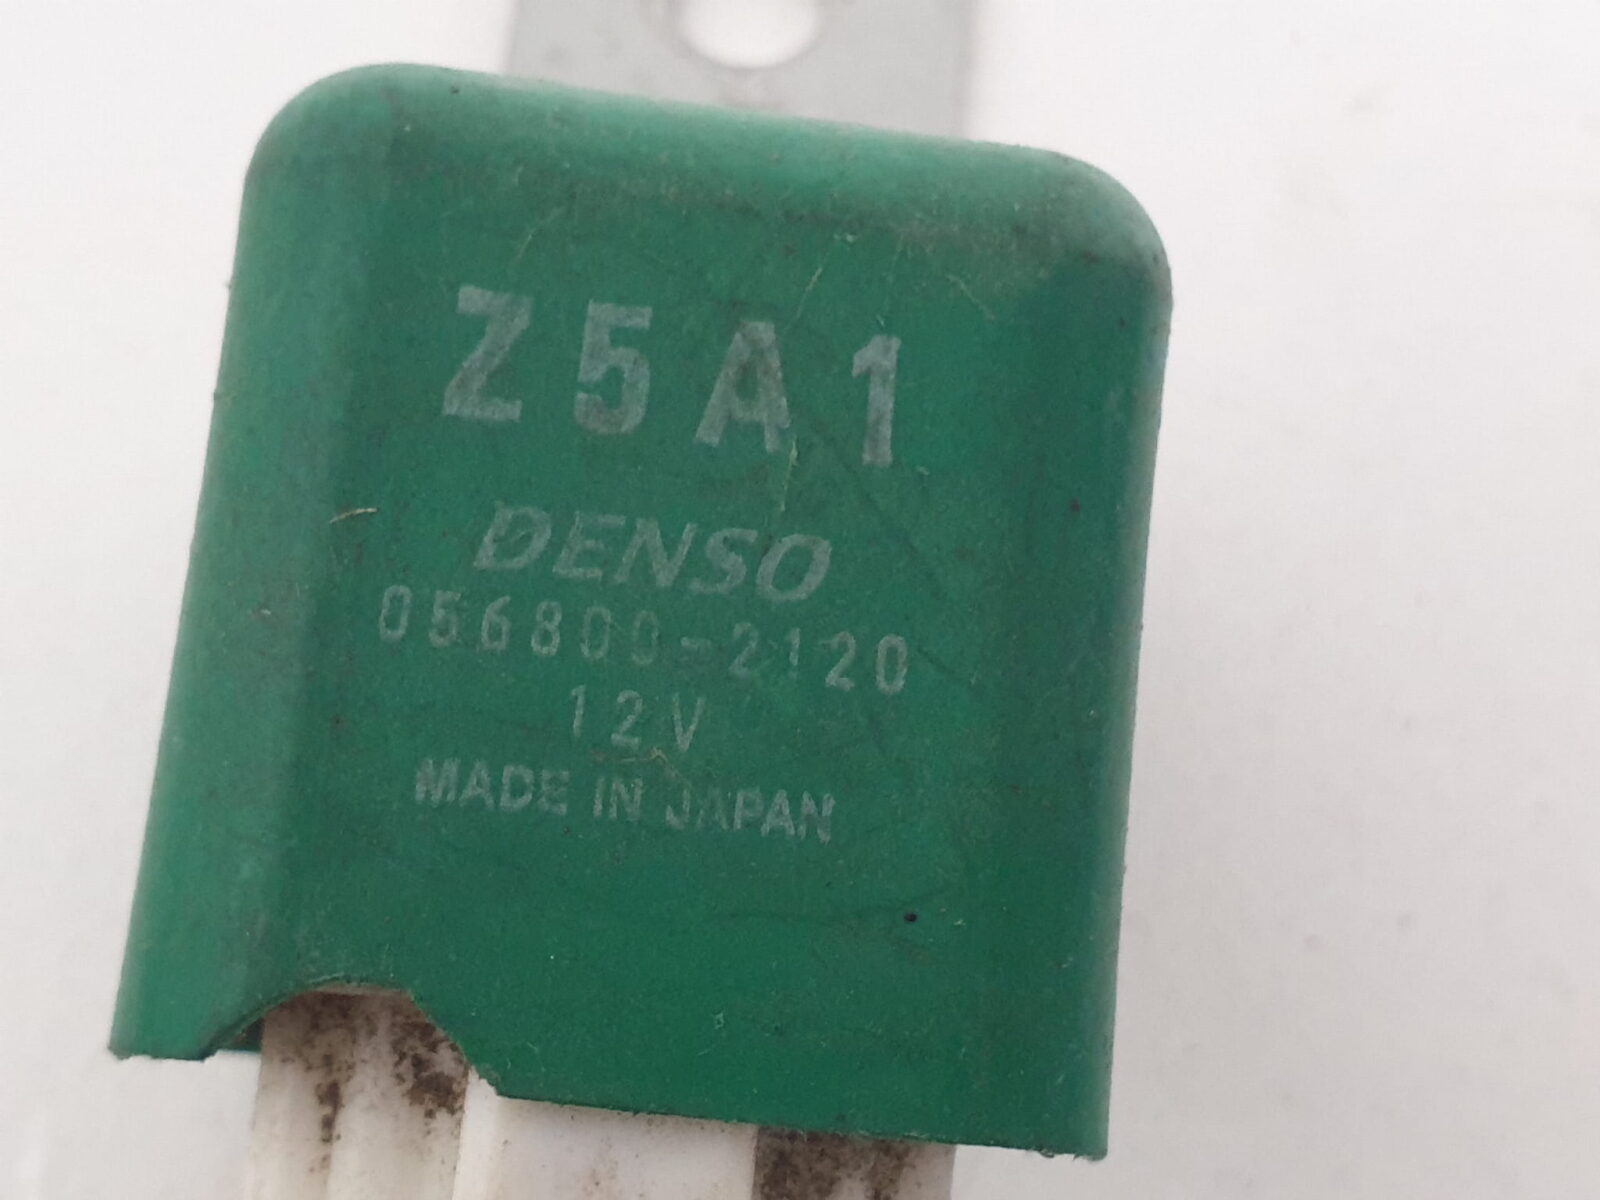 Z5A1
DENSO
056800-2120
12V
MADE IN JAPAN